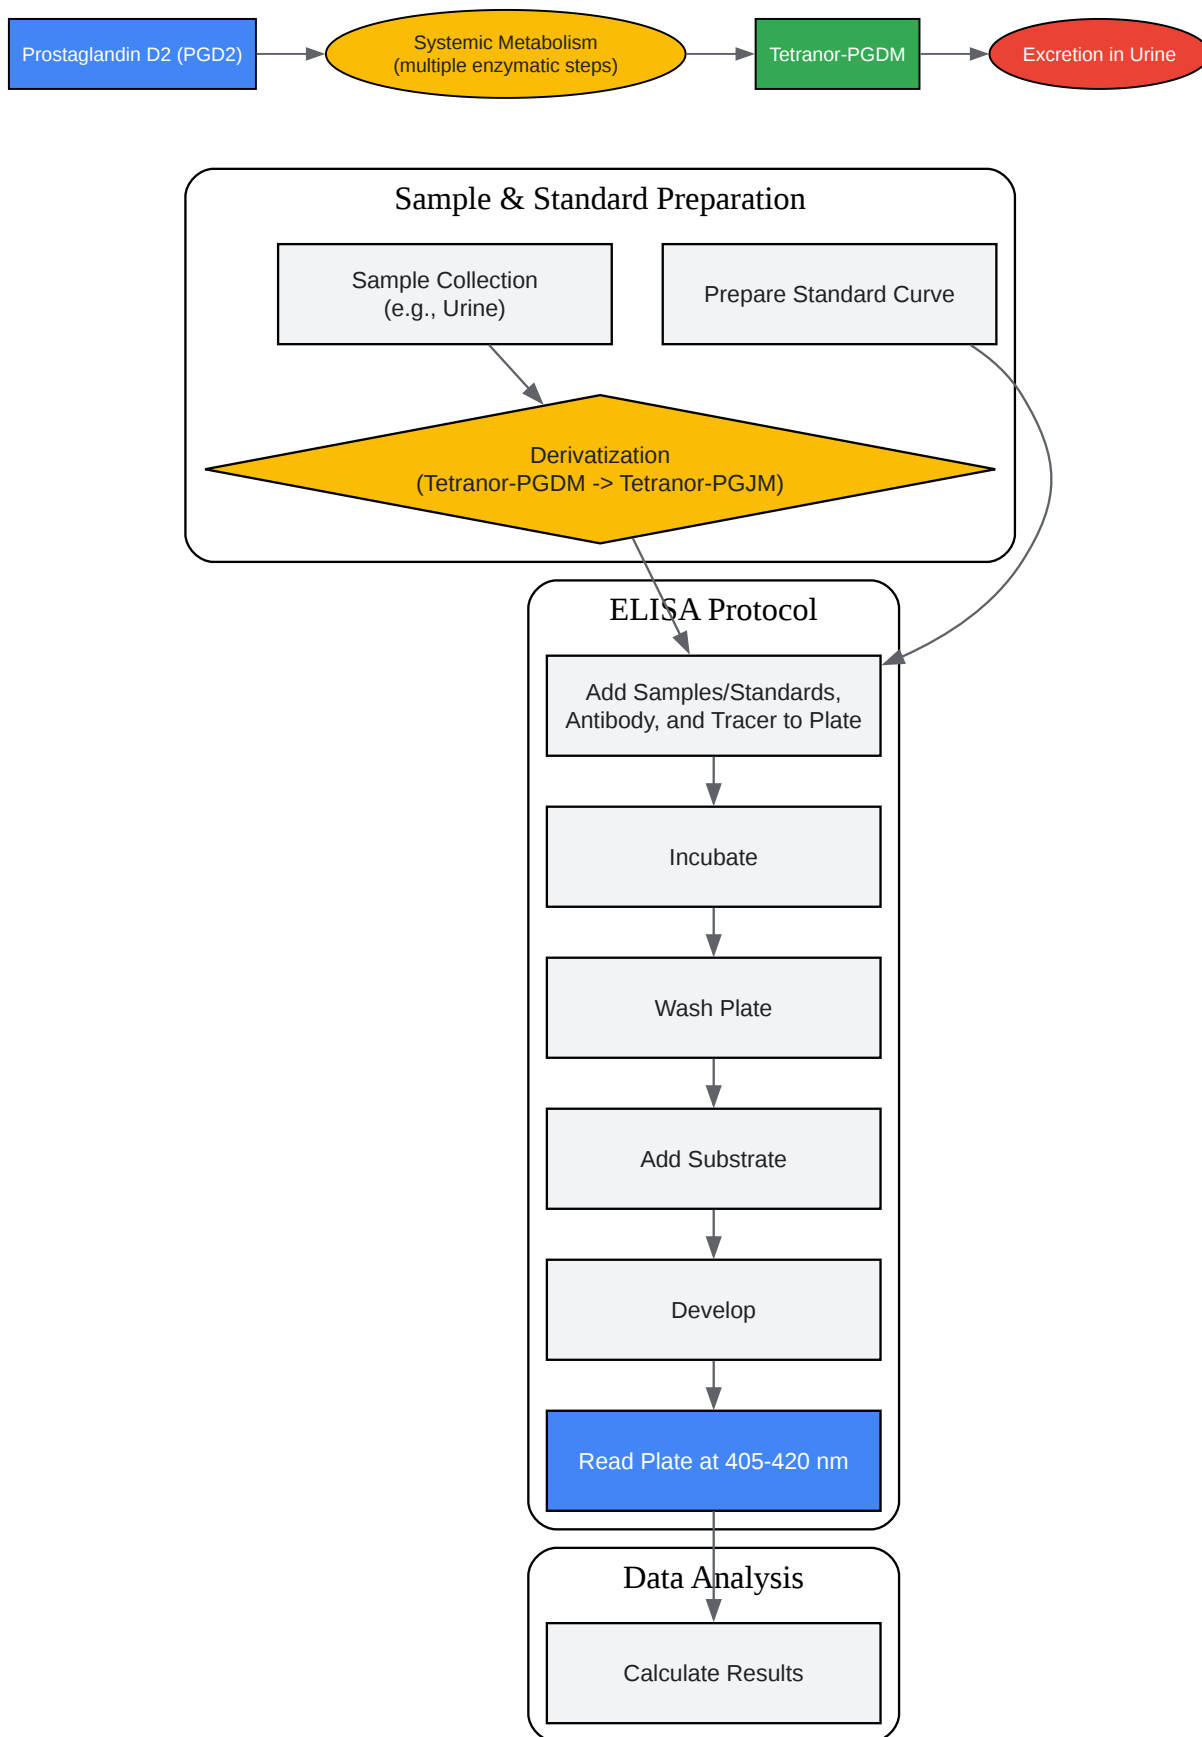 Prostaglandin D2 (PGD2)
Systemic Metabolism
(multiple enzymatic steps)
Tetranor-PGDM
Excretion in Urine
Sample & Standard Preparation
Sample Collection
(e.g., Urine)
Prepare Standard Curve
Derivatization
(Tetranor-PGDM -> Tetranor-PGJM)
ELISA Protocol
Add Samples/Standards,
Antibody, and Tracer to Plate
Incubate
Wash Plate
Add Substrate
Develop
Read Plate at 405-420 nm
Data Analysis
Calculate Results